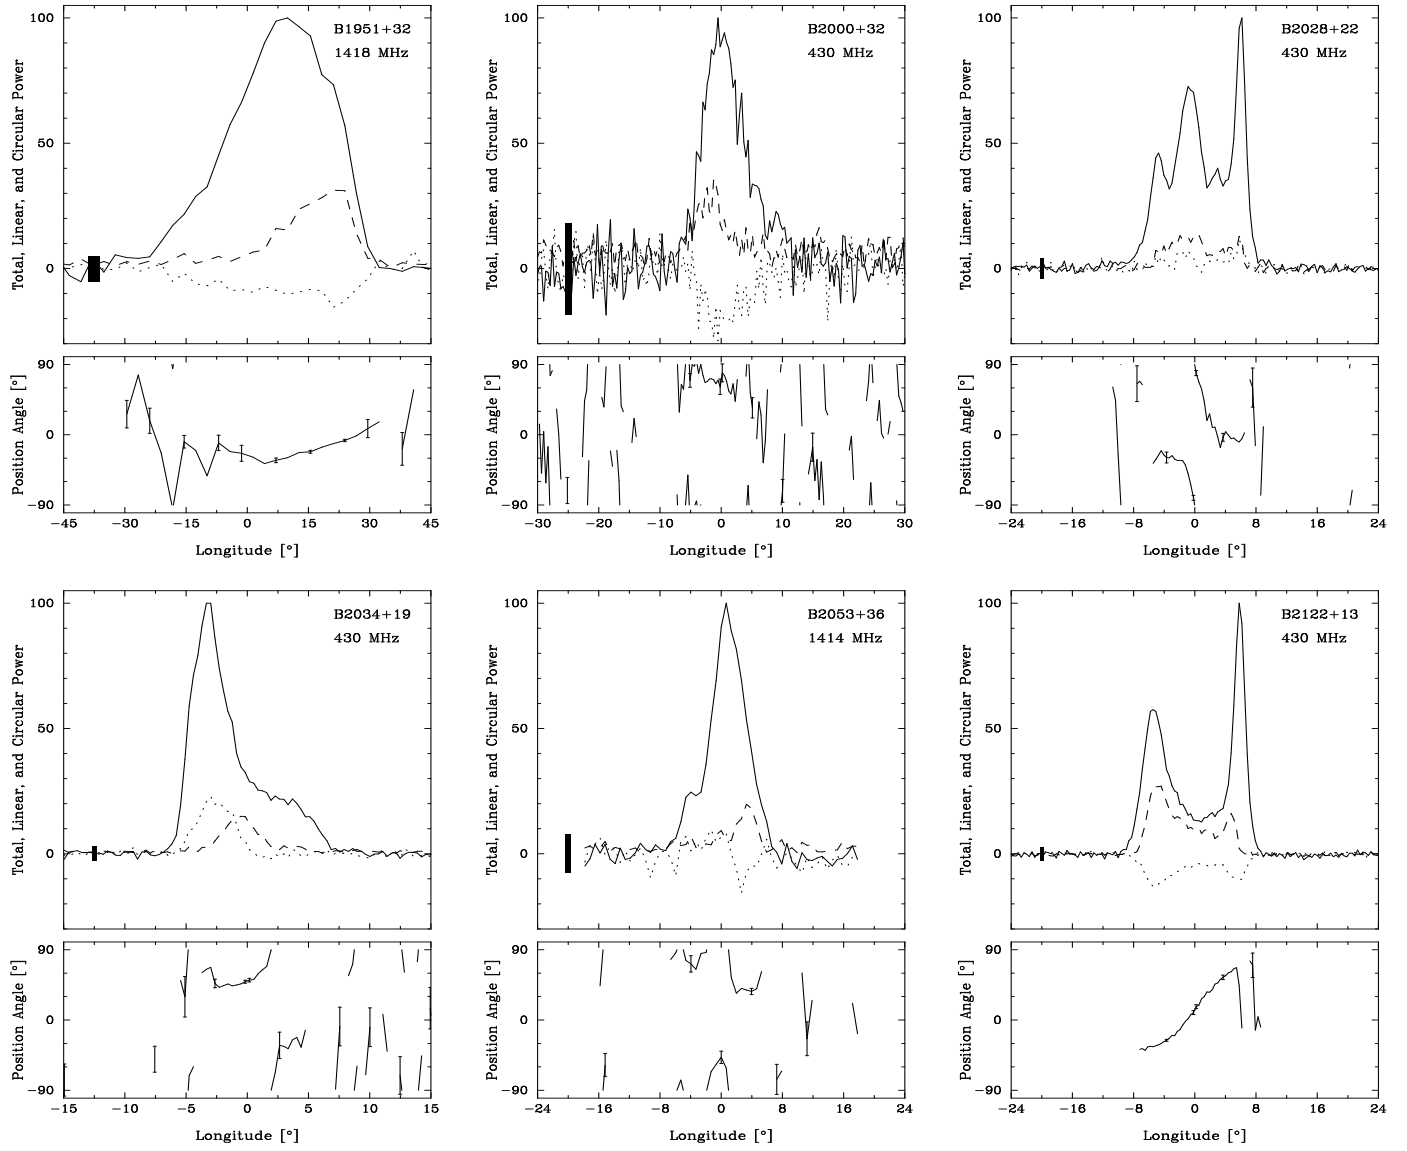 B1951+32
1418 MHz
Total, Linear, and Circular Power
100
50
0
Position Angle [°]
90
0
−90
−45 −30 −15 0 15 30 45
Longitude [°]
B2000+32
430 MHz
Total, Linear, and Circular Power
100
50
0
Position Angle [°]
90
0
−90
−30 −20 −10 0 10 20 30
Longitude [°]
B2028+22
430 MHz
Total, Linear, and Circular Power
100
50
0
Position Angle [°]
90
0
−90
−24 −16 −8 0 8 16 24
Longitude [°]
B2034+19
430 MHz
Total, Linear, and Circular Power
100
50
0
Position Angle [°]
90
0
−90
−15 −10 −5 0 5 10 15
Longitude [°]
B2053+36
1414 MHz
Total, Linear, and Circular Power
100
50
0
Position Angle [°]
90
0
−90
−24 −16 −8 0 8 16 24
Longitude [°]
B2122+13
430 MHz
Total, Linear, and Circular Power
100
50
0
Position Angle [°]
90
0
−90
−24 −16 −8 0 8 16 24
Longitude [°]